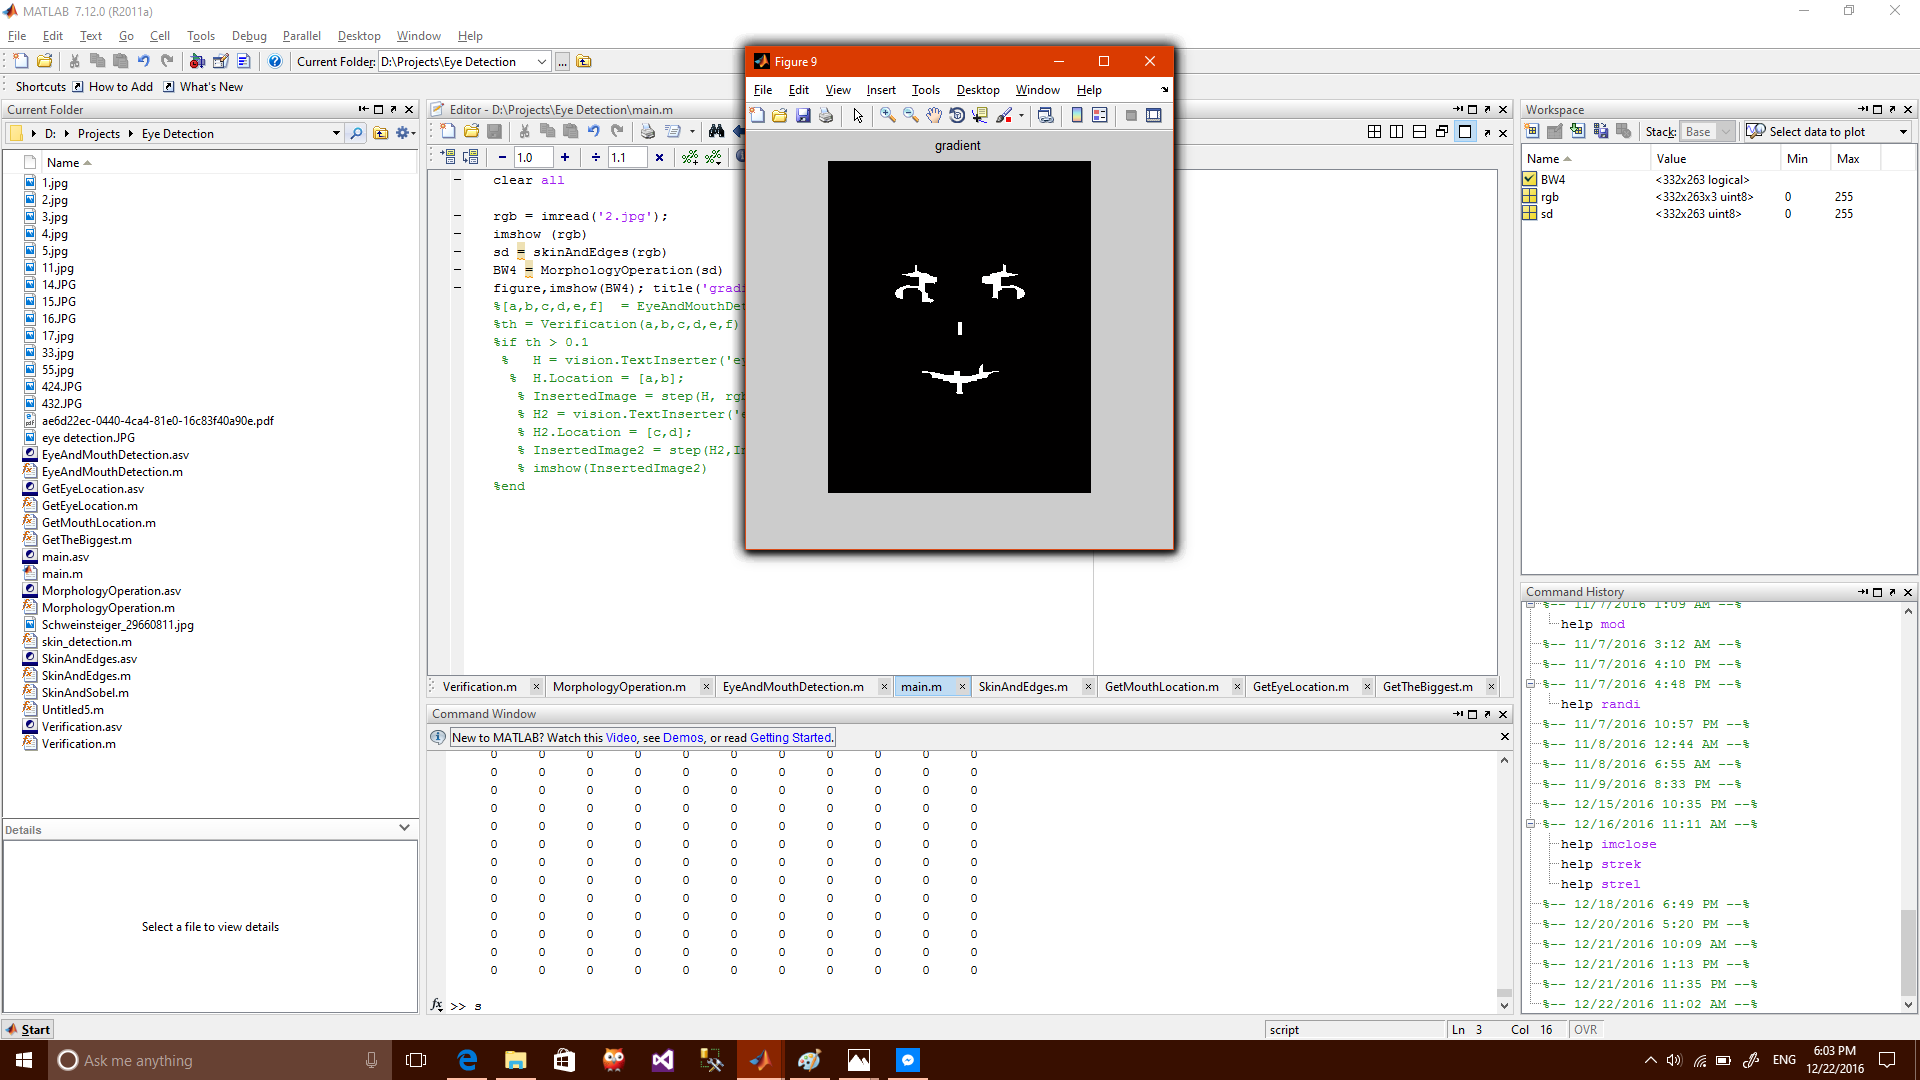 MATLAB 7.12.0 (R2011a)
File Edit Text Go Cell Tools Debug Parallel Desktop Window Help
Current Folder: D:\Projects\Eye Detection
Shortcuts How to Add What's New
Current Folder
D: Projects Eye Detection
Name
1.jpg
2.jpg
3.jpg
4.jpg
5.jpg
11.jpg
14.JPG
15.JPG
16.JPG
17.jpg
33.jpg
55.jpg
424.JPG
432.JPG
ae6d22ec-0440-4ca4-81e0-16c83f40a90e.pdf
eye detection.JPG
EyeAndMouthDetection.asv
EyeAndMouthDetection.m
GetEyeLocation.asv
GetEyeLocation.m
GetMouthLocation.m
GetTheBiggest.m
main.asv
main.m
MorphologyOperation.asv
MorphologyOperation.m
Schweinsteiger_29660811.jpg
skin_detection.m
SkinAndEdges.asv
SkinAndEdges.m
SkinAndSobel.m
Untitled5.m
Verification.asv
Verification.m
Details
Select a file to view details
Editor - D:\Projects\Eye Detection\main.m
1.0 + ÷ 1.1 ×
clear all
rgb = imread('2.jpg');
imshow (rgb)
sd = skinAndEdges(rgb)
BW4 = MorphologyOperation(sd)
figure,imshow(BW4); title('gradi
%[a,b,c,d,e,f]  = EyeAndMouthDet
%th = Verification(a,b,c,d,e,f)
%if th > 0.1
%   H = vision.TextInserter('ey
%  H.Location = [a,b];
% InsertedImage = step(H, rgb
% H2 = vision.TextInserter('e
% H2.Location = [c,d];
% InsertedImage2 = step(H2,In
% imshow(InsertedImage2)
%end
Figure 9
File Edit View Insert Tools Desktop Window Help
gradient
Verification.m MorphologyOperation.m EyeAndMouthDetection.m main.m SkinAndEdges.m GetMouthLocation.m GetEyeLocation.m GetTheBiggest.m
Command Window
New to MATLAB? Watch this Video, see Demos, or read Getting Started.
0 0 0 0 0 0 0 0 0 0 0
0 0 0 0 0 0 0 0 0 0 0
0 0 0 0 0 0 0 0 0 0 0
0 0 0 0 0 0 0 0 0 0 0
0 0 0 0 0 0 0 0 0 0 0
0 0 0 0 0 0 0 0 0 0 0
0 0 0 0 0 0 0 0 0 0 0
0 0 0 0 0 0 0 0 0 0 0
0 0 0 0 0 0 0 0 0 0 0
0 0 0 0 0 0 0 0 0 0 0
0 0 0 0 0 0 0 0 0 0 0
0 0 0 0 0 0 0 0 0 0 0
0 0 0 0 0 0 0 0 0 0 0
fx >> s
Workspace
Stack: Base Select data to plot
Name Value Min Max
BW4 <332x263 logical>
rgb <332x263x3 uint8> 0 255
sd <332x263 uint8> 0 255
Command History
%-- 11/7/2016 1:09 AM --%
help mod
%-- 11/7/2016 3:12 AM --%
%-- 11/7/2016 4:10 PM --%
%-- 11/7/2016 4:48 PM --%
help randi
%-- 11/7/2016 10:57 PM --%
%-- 11/8/2016 12:44 AM --%
%-- 11/8/2016 6:55 AM --%
%-- 11/9/2016 8:33 PM --%
%-- 12/15/2016 10:35 PM --%
%-- 12/16/2016 11:11 AM --%
help imclose
help strek
help strel
%-- 12/18/2016 6:49 PM --%
%-- 12/20/2016 5:20 PM --%
%-- 12/21/2016 10:09 AM --%
%-- 12/21/2016 1:13 PM --%
%-- 12/21/2016 11:35 PM --%
%-- 12/22/2016 11:02 AM --%
Start
script Ln 3 Col 16 OVR
Ask me anything
ENG
6:03 PM
12/22/2016